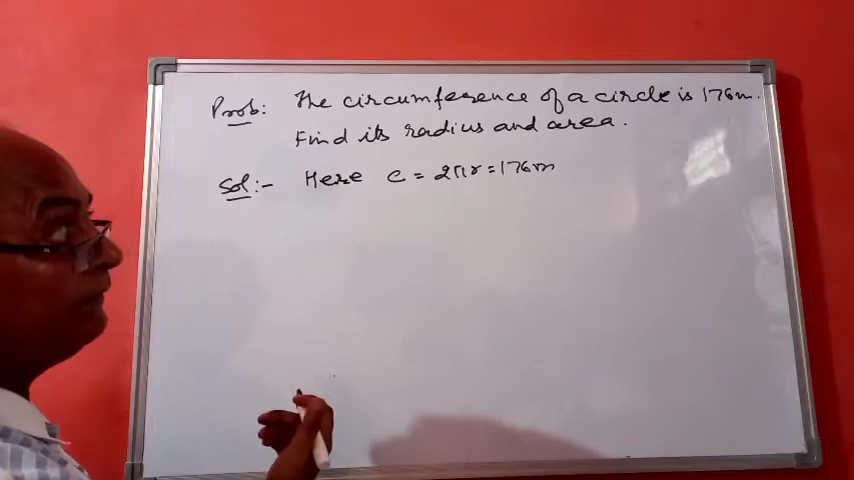 Prob: The circumference of a circle is 176m.
Find its radius and area.
Sol:- Here c = 2πr = 176m